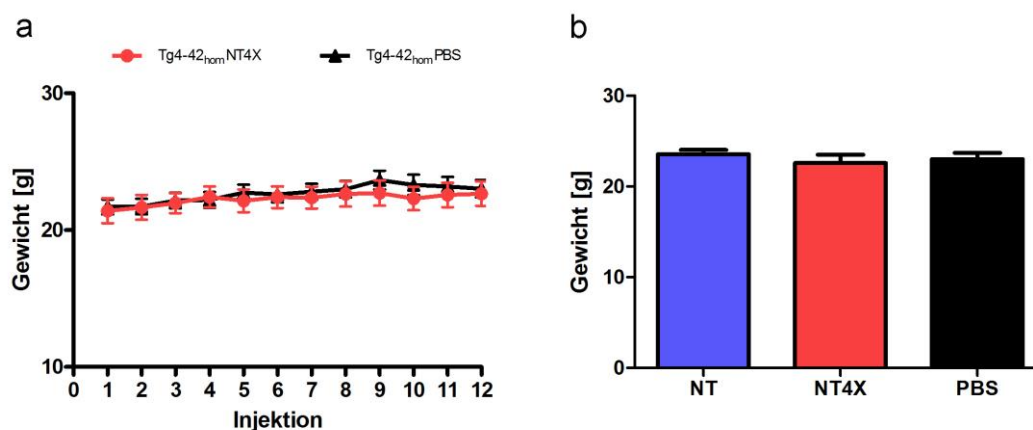 a
Tg4-42homNT4X
Tg4-42homPBS
Gewicht [g]
30
20
10
0 1 2 3 4 5 6 7 8 9 10 11 12
Injektion
b
Gewicht [g]
30
20
10
0
NT NT4X PBS